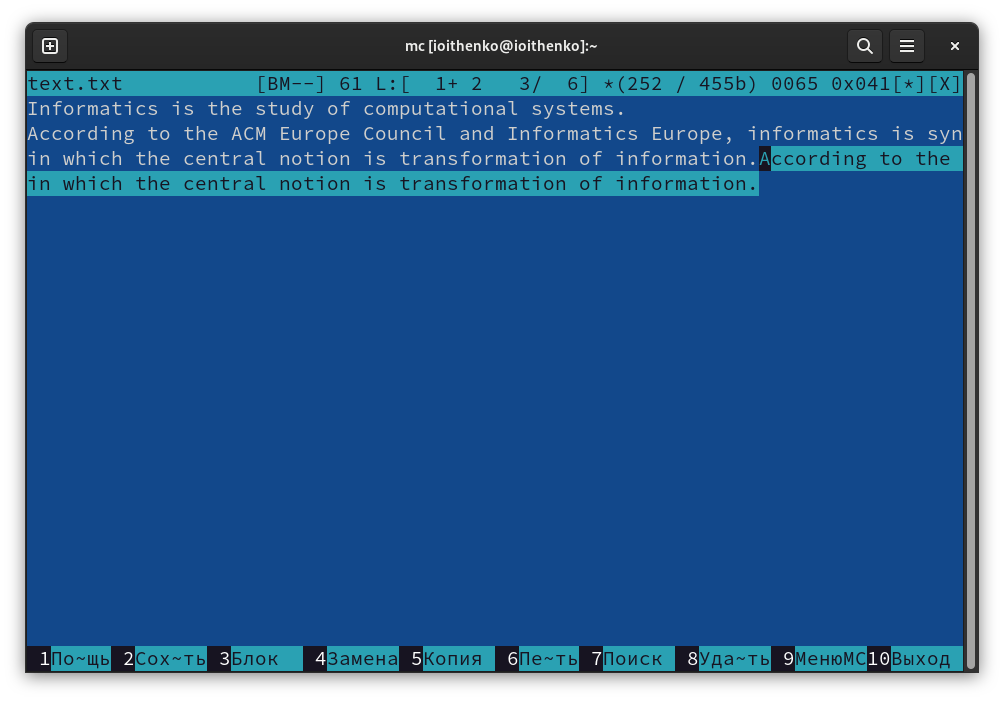 mc [ioithenko@ioithenko]:~
text.txt [BM--] 61 L:[ 1+ 2 3/ 6] *(252 / 455b) 0065 0x041[*][X]
Informatics is the study of computational systems.
According to the ACM Europe Council and Informatics Europe, informatics is syn
in which the central notion is transformation of information.According to the
in which the central notion is transformation of information.
1По~щь 2Сох~ть 3Блок 4Замена 5Копия 6Пе~ть 7Поиск 8Уда~ть 9МенюMC10Выход